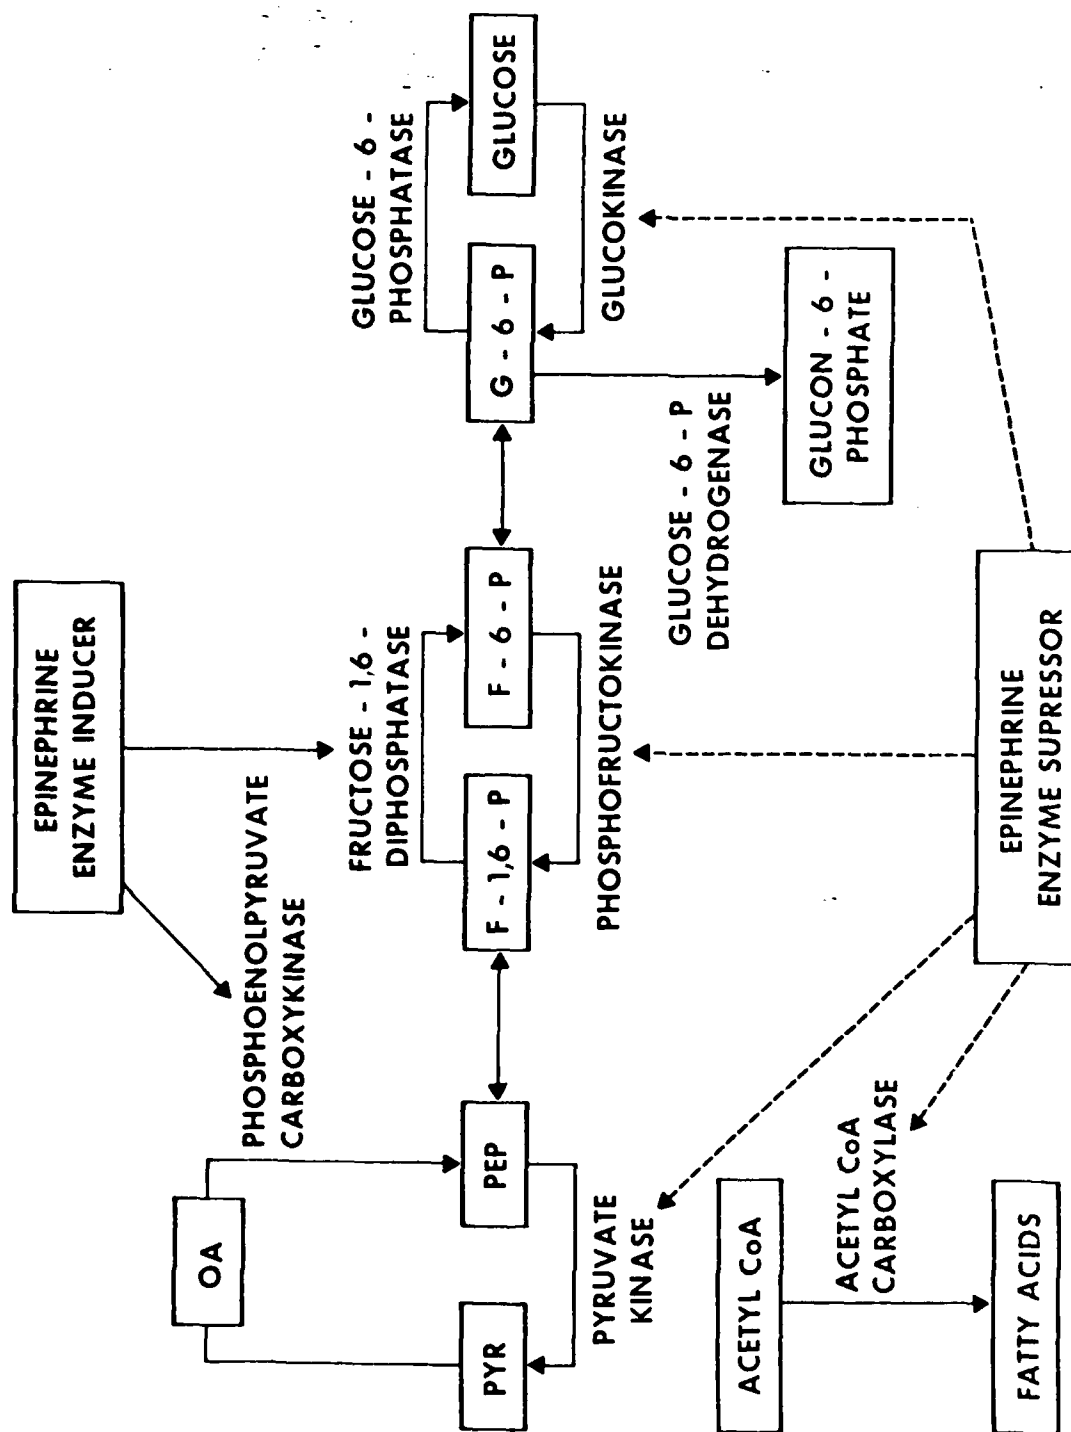 EPINEPHRINE
ENZYME INDUCER
PHOSPHOENOLPYRUVATE
CARBOXYKINASE
OA
FRUCTOSE - 1,6 -
DIPHOSPHATASE
GLUCOSE - 6 -
PHOSPHATASE
PYR
PEP
F - 1,6 - P
F - 6 - P
G - 6 - P
GLUCOSE
PYRUVATE
KINASE
PHOSPHOFRUCTOKINASE
GLUCOKINASE
GLUCOSE - 6 - P
DEHYDROGENASE
ACETYL CoA
GLUCON - 6 -
PHOSPHATE
ACETYL CoA
CARBOXYLASE
FATTY ACIDS
EPINEPHRINE
ENZYME SUPRESSOR